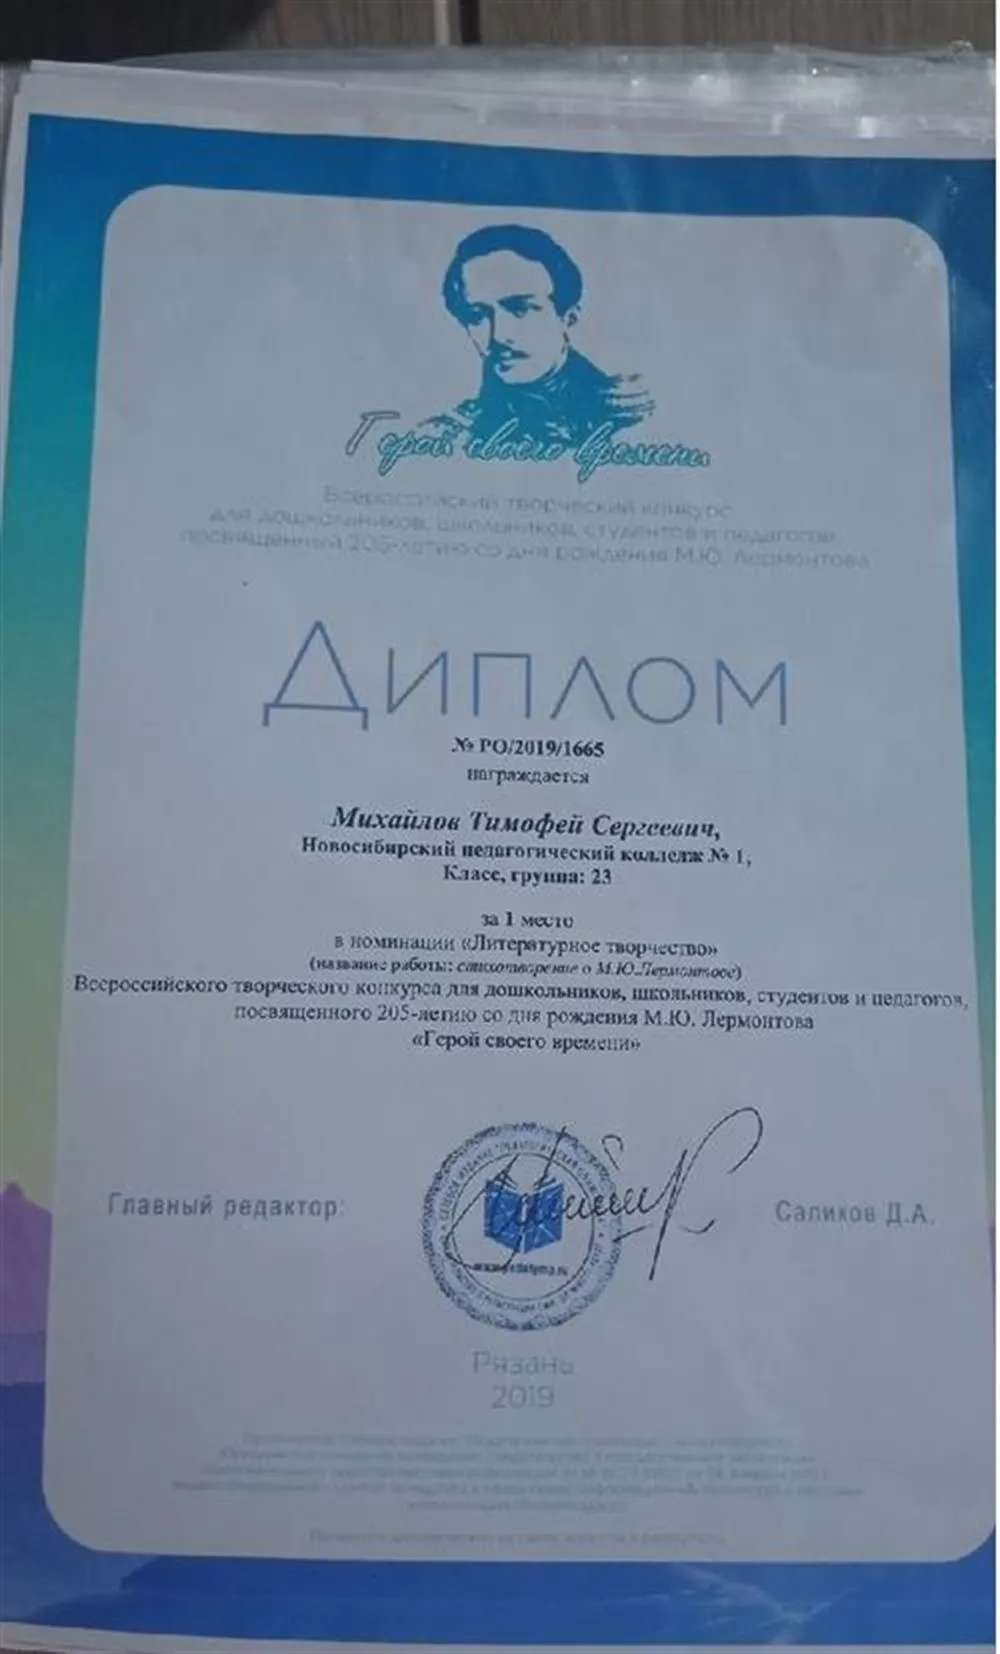 Герой своего времени
Всероссийский творческий конкурс
для дошкольников, школьников, студентов и педагогов,
посвященный 205-летию со дня рождения М.Ю. Лермонтова
Диплом
№ РО/2019/1665
награждается
Михайлов Тимофей Сергеевич,
Новосибирский педагогический колледж № 1,
Класс, группа: 23
за 1 место
в номинации «Литературное творчество»
(название работы: стихотворение о М.Ю.Лермонтове)
Всероссийского творческого конкурса для дошкольников, школьников, студентов и педагогов,
посвященного 205-летию со дня рождения М.Ю. Лермонтова
«Герой своего времени»
Главный редактор:
Саликов Д.А.
Рязань
2019